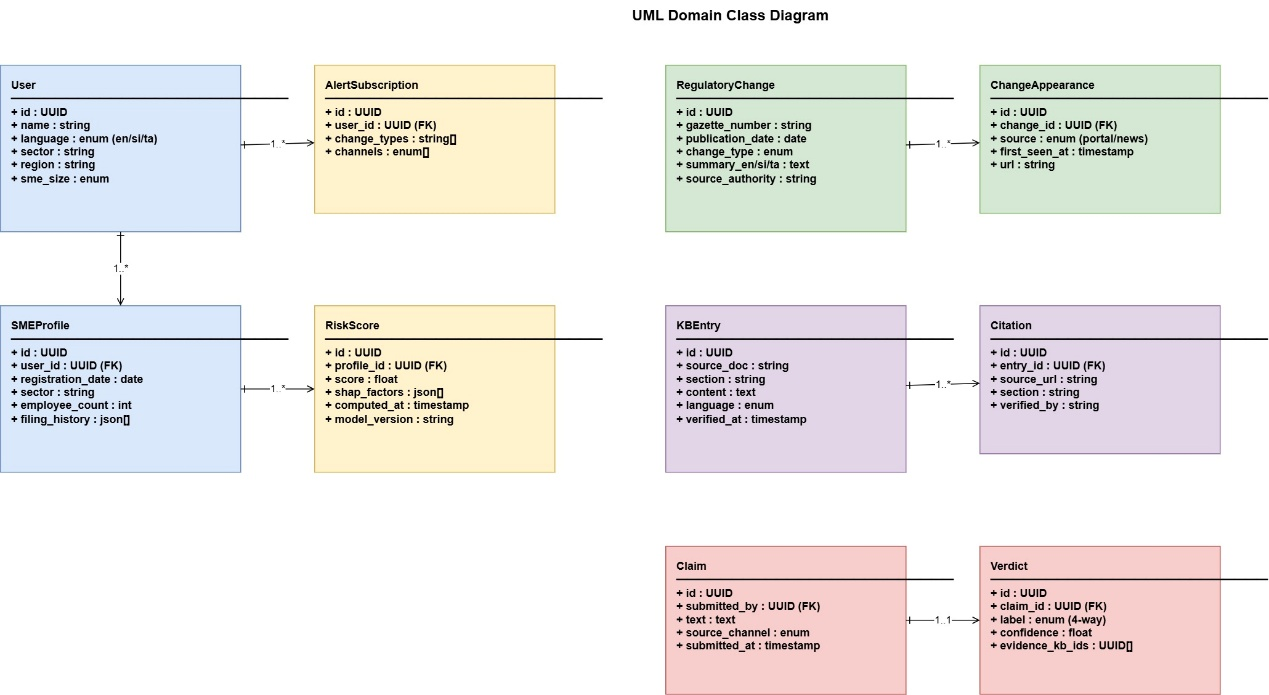 UML Domain Class Diagram
User
+ id : UUID
+ name : string
+ language : enum (en/si/ta)
+ sector : string
+ region : string
+ sme_size : enum
1..*
AlertSubscription
+ id : UUID
+ user_id : UUID (FK)
+ change_types : string[]
+ channels : enum[]
RegulatoryChange
+ id : UUID
+ gazette_number : string
+ publication_date : date
+ change_type : enum
+ summary_en/si/ta : text
+ source_authority : string
1..*
ChangeAppearance
+ id : UUID
+ change_id : UUID (FK)
+ source : enum (portal/news)
+ first_seen_at : timestamp
+ url : string
1..*
SMEProfile
+ id : UUID
+ user_id : UUID (FK)
+ registration_date : date
+ sector : string
+ employee_count : int
+ filing_history : json[]
1..*
RiskScore
+ id : UUID
+ profile_id : UUID (FK)
+ score : float
+ shap_factors : json[]
+ computed_at : timestamp
+ model_version : string
KBEntry
+ id : UUID
+ source_doc : string
+ section : string
+ content : text
+ language : enum
+ verified_at : timestamp
1..*
Citation
+ id : UUID
+ entry_id : UUID (FK)
+ source_url : string
+ section : string
+ verified_by : string
Claim
+ id : UUID
+ submitted_by : UUID (FK)
+ text : text
+ source_channel : enum
+ submitted_at : timestamp
1..1
Verdict
+ id : UUID
+ claim_id : UUID (FK)
+ label : enum (4-way)
+ confidence : float
+ evidence_kb_ids : UUID[]